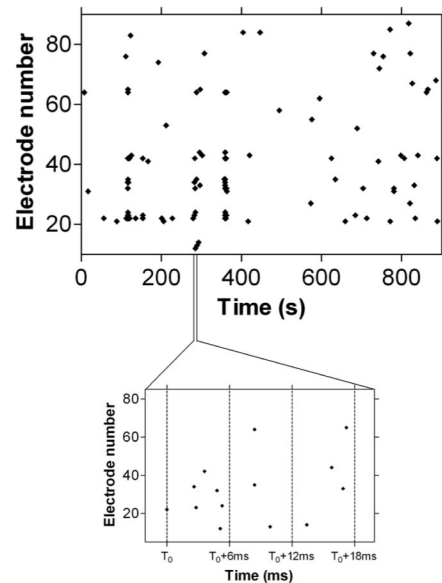 Electrode number
80
60
40
20
0 200 400 600 800
Time (s)
Electrode number
80
60
40
20
T₀ T₀+6ms T₀+12ms T₀+18ms
Time (ms)